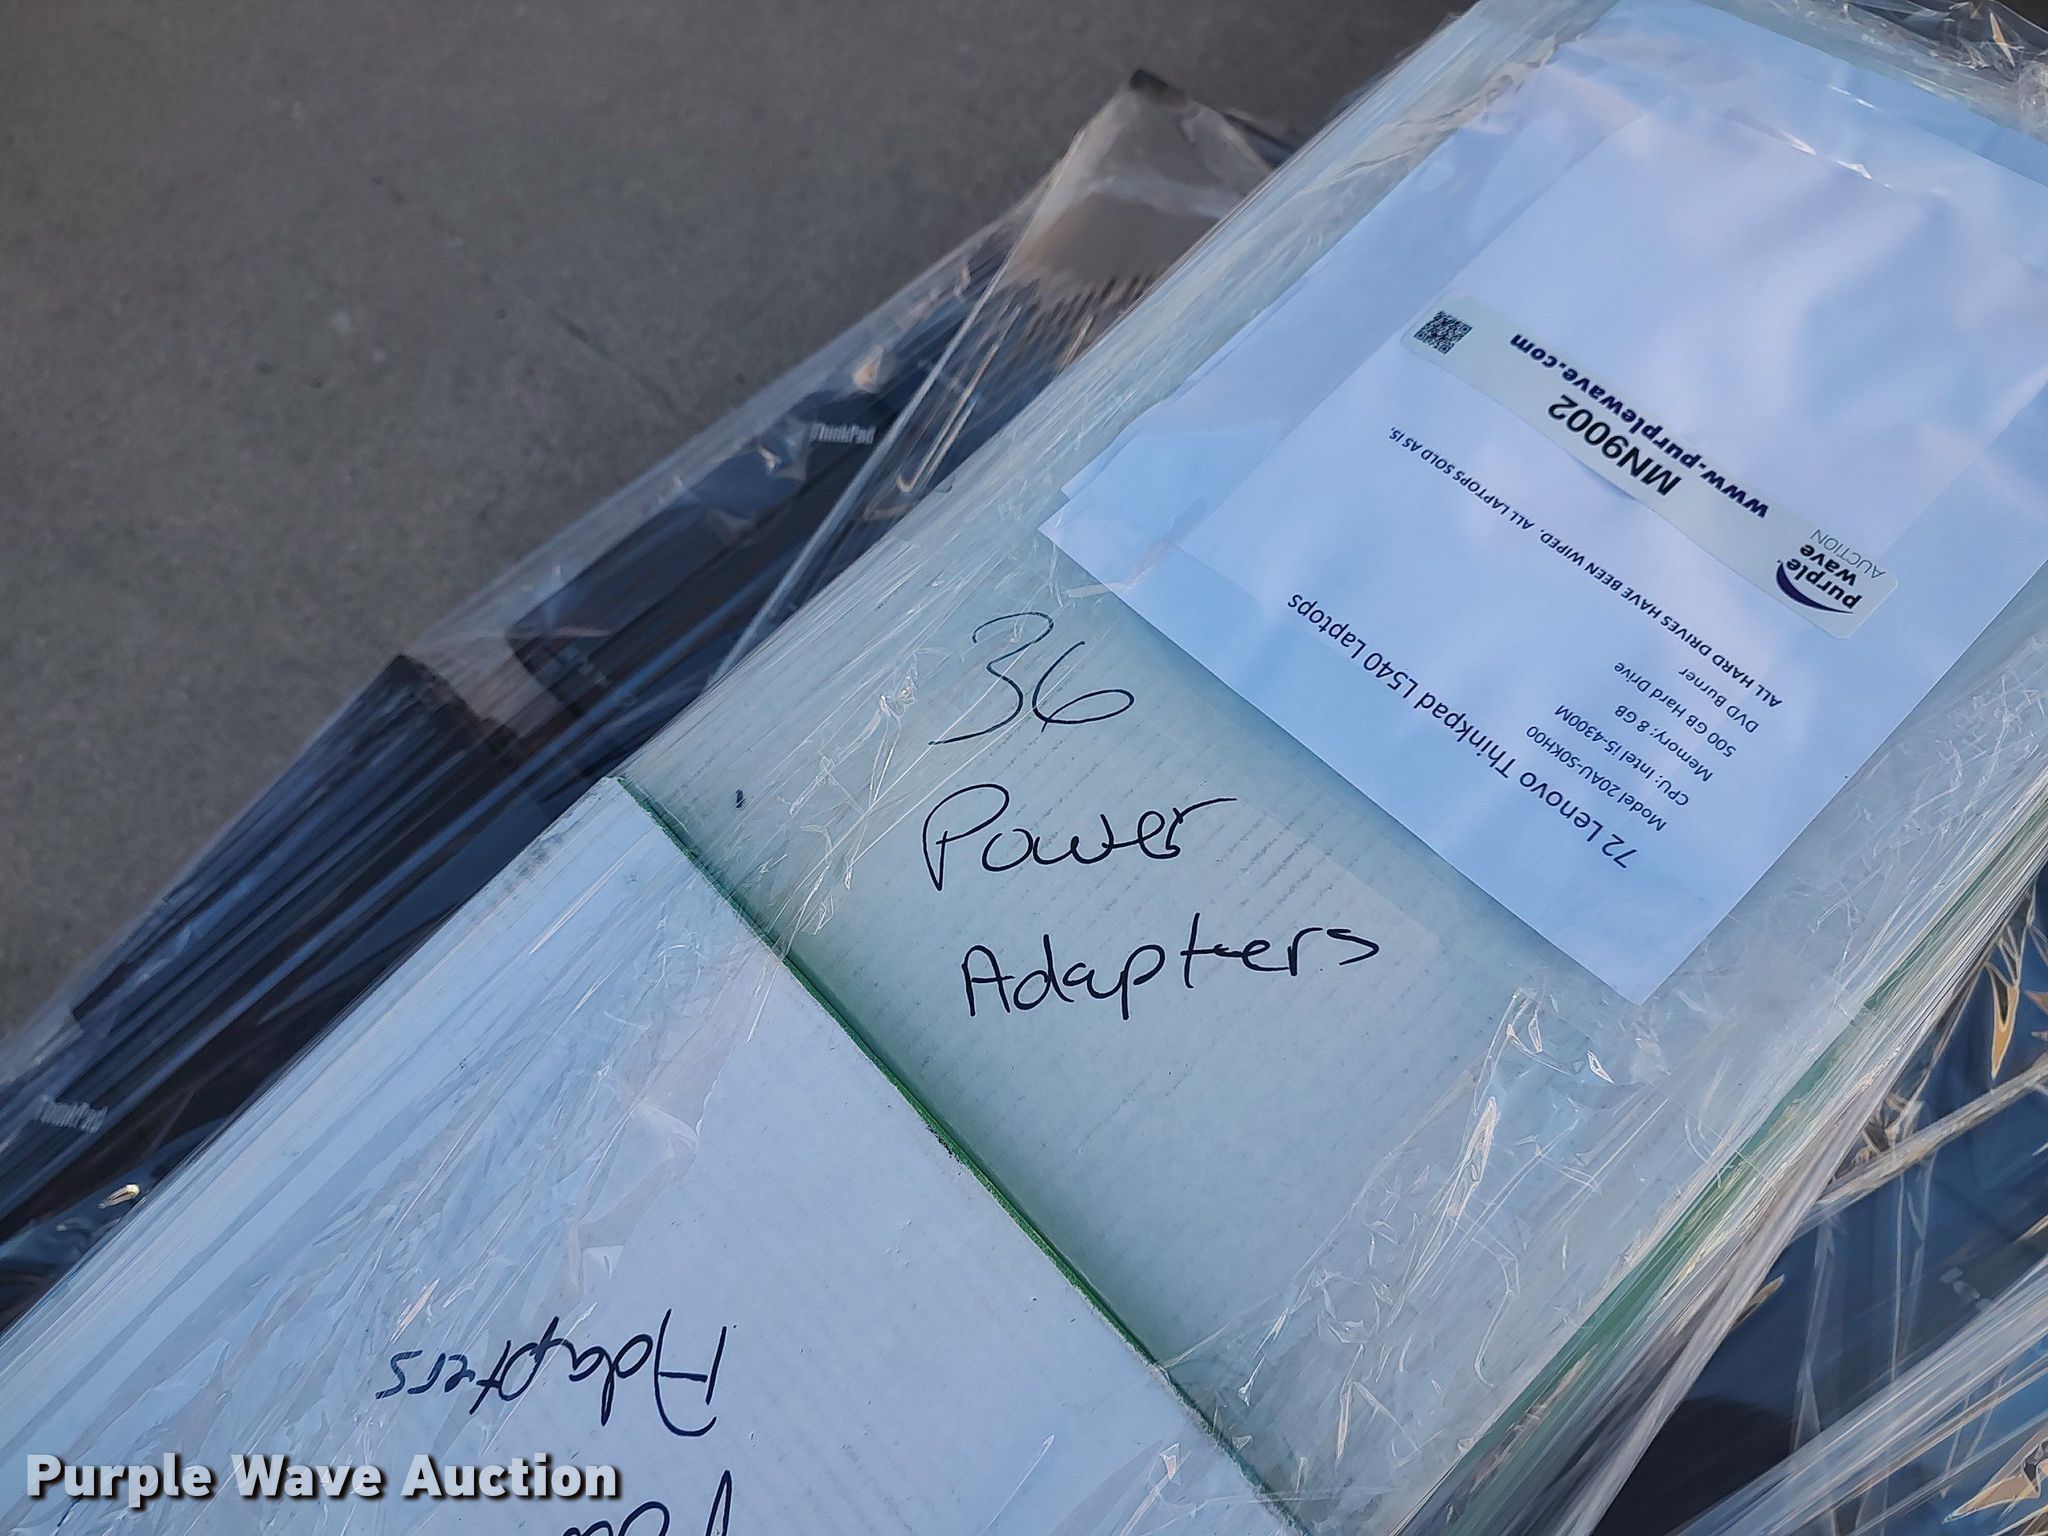 72 Lenovo Thinkpad L540 Laptops
Model 20AU-S0KH00
CPU: Intel i5-4300M
Memory: 8 GB
500 GB Hard Drive
DVD Burner
ALL HARD DRIVES HAVE BEEN WIPED. ALL LAPTOPS SOLD AS IS.
purple wave
AUCTION
www.purplewave.com
MN9002
36
Power
Adapters
Adapters
ThinkPad
ThinkPad
Purple Wave Auction